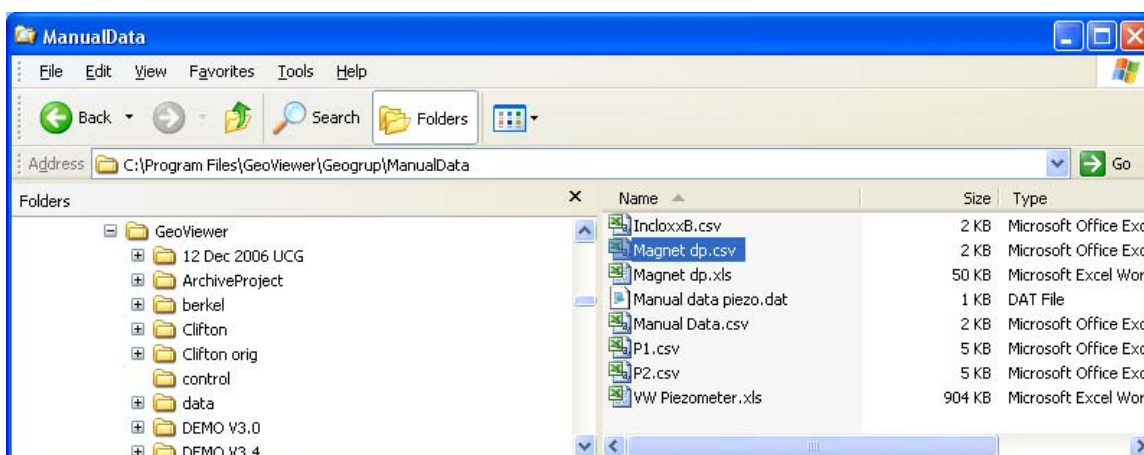 ManualData
File Edit View Favorites Tools Help
Back Search Folders
Address C:\Program Files\GeoViewer\Geogrup\ManualData Go
Folders
GeoViewer
12 Dec 2006 UCG
ArchiveProject
berkel
Clifton
Clifton orig
control
data
DEMO V3.0
DEMO V3.4
Name Size Type
IncloxxB.csv 2 KB Microsoft Office Exc
Magnet dp.csv 2 KB Microsoft Office Exc
Magnet dp.xls 50 KB Microsoft Excel Wor
Manual data piezo.dat 1 KB DAT File
Manual Data.csv 2 KB Microsoft Office Exc
P1.csv 5 KB Microsoft Office Exc
P2.csv 5 KB Microsoft Office Exc
VW Piezometer.xls 904 KB Microsoft Excel Wor